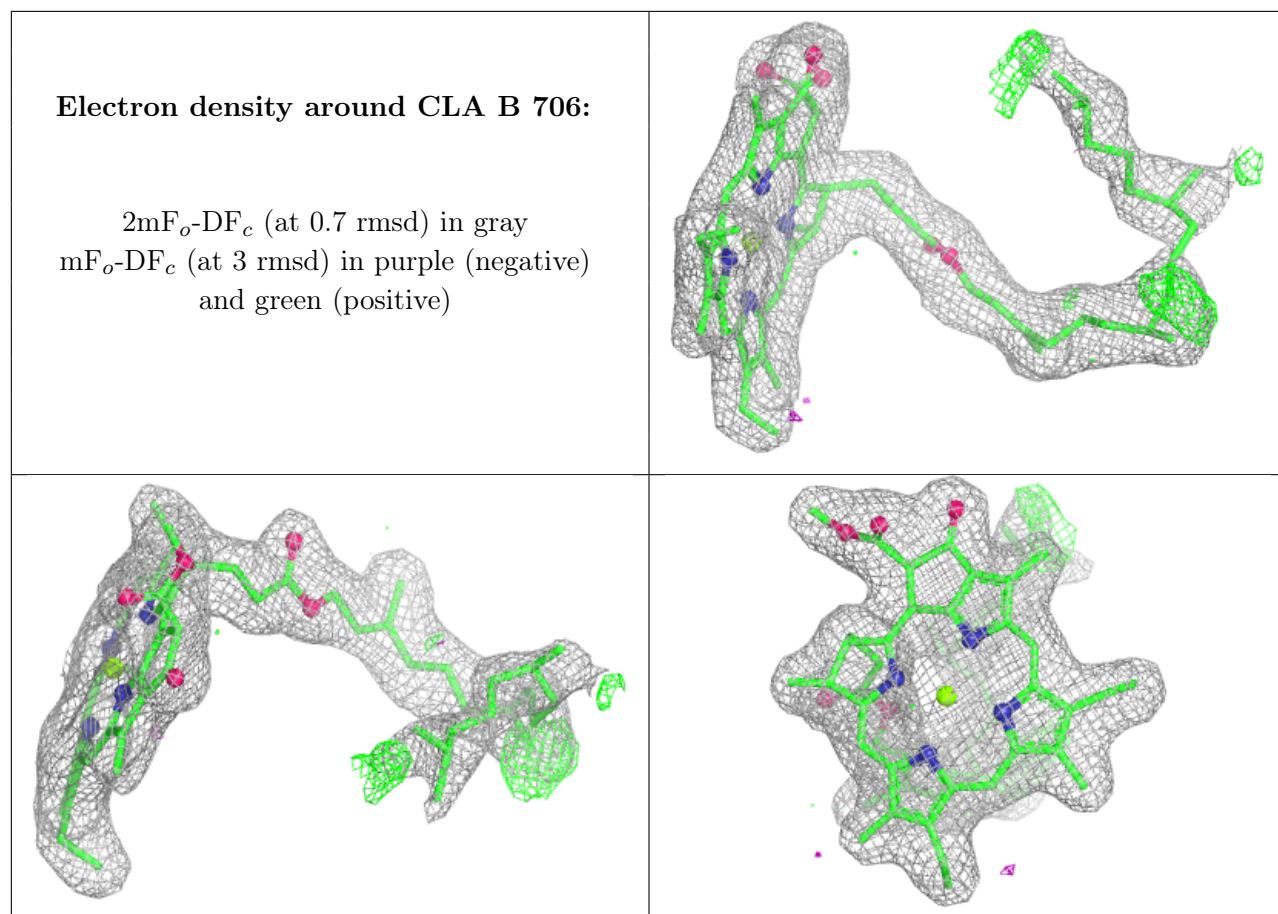 Electron density around CLA B 706:
2mFₒ-DF𝒸 (at 0.7 rmsd) in gray
mFₒ-DF𝒸 (at 3 rmsd) in purple (negative)
and green (positive)